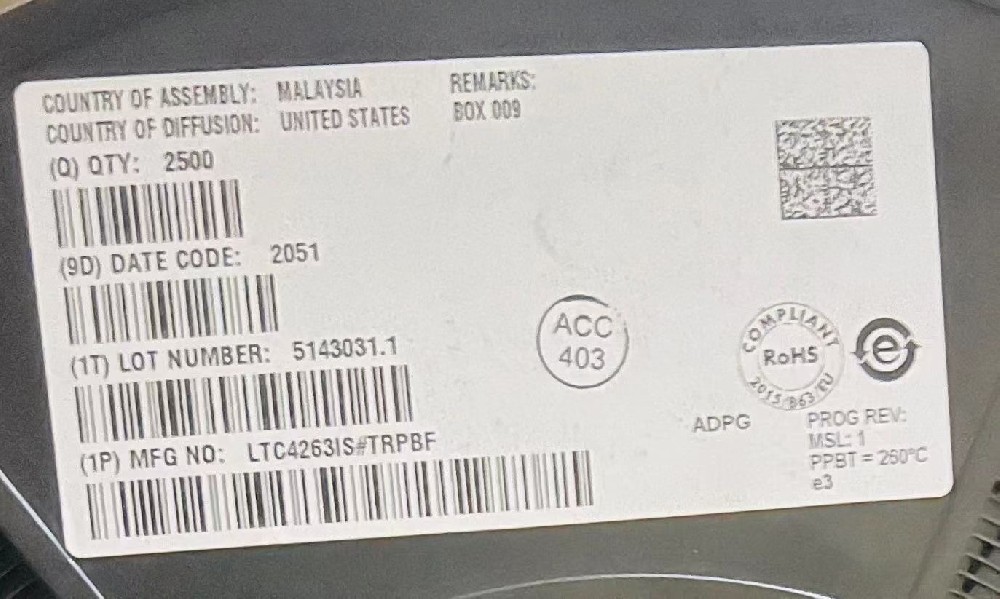 COUNTRY OF ASSEMBLY: MALAYSIA
COUNTRY OF DIFFUSION: UNITED STATES
REMARKS:
BOX 009
(Q) QTY: 2500
(9D) DATE CODE: 2051
(1T) LOT NUMBER: 5143031.1
(1P) MFG NO: LTC4263IS#TRPBF
ACC
403
COMPLIANT
RoHS
2015/863/EU
e
ADPG
PROG REV:
MSL: 1
PPBT = 260°C
e3